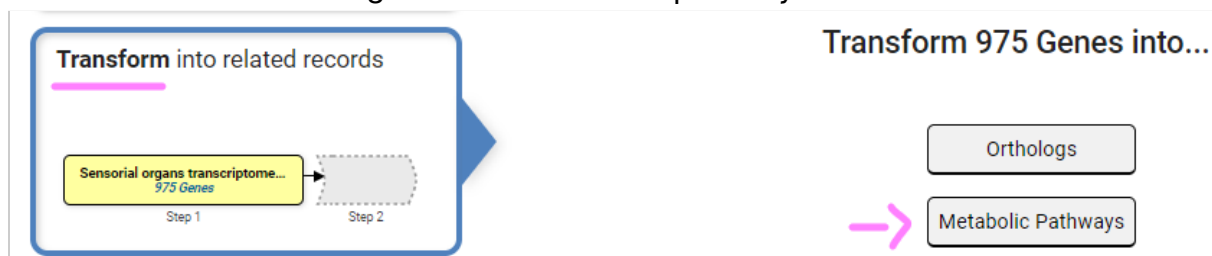 Transform into related records
Sensorial organs transcriptome...
975 Genes
Step 1
Step 2
Transform 975 Genes into...
Orthologs
Metabolic Pathways